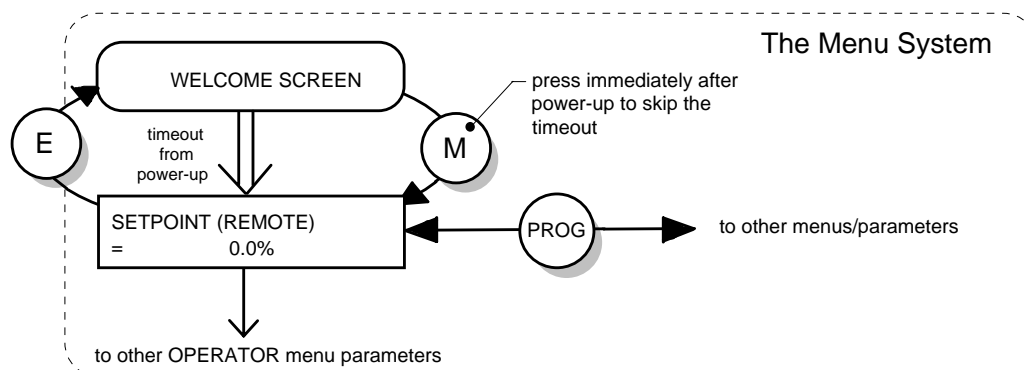 The Menu System
WELCOME SCREEN
press immediately after
power-up to skip the
timeout
E
timeout
from
power-up
M
SETPOINT (REMOTE)
= 0.0%
PROG
to other menus/parameters
to other OPERATOR menu parameters